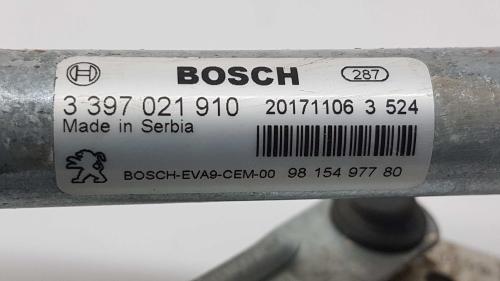 BOSCH 287
3 397 021 910 20171106 3 524
Made in Serbia
BOSCH-EVA9-CEM-00 98 154 977 80